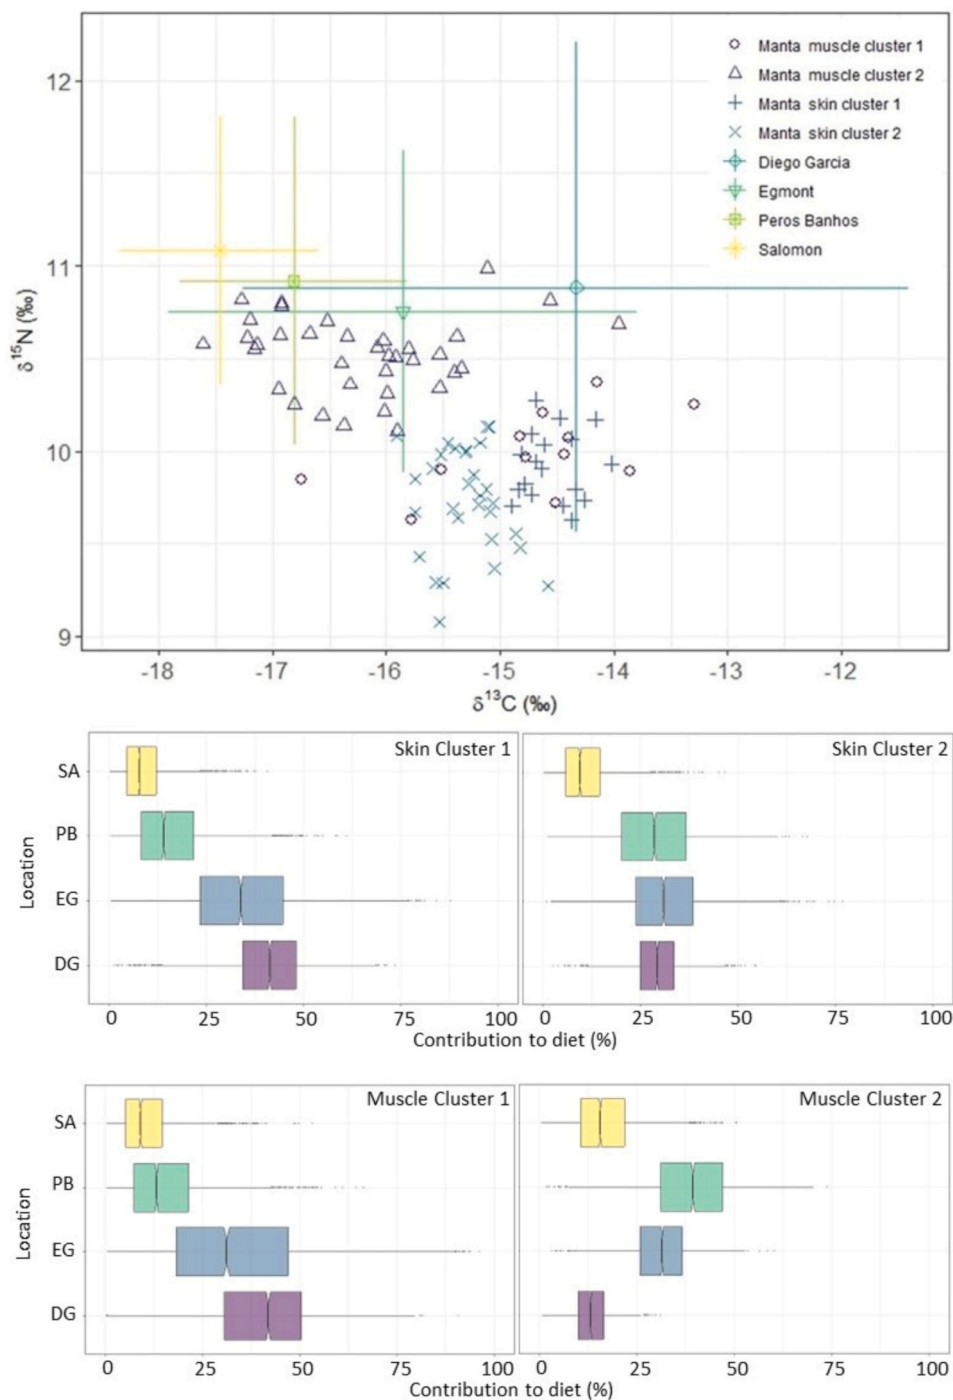 Manta muscle cluster 1
Manta muscle cluster 2
Manta skin cluster 1
Manta skin cluster 2
Diego Garcia
Egmont
Peros Banhos
Salomon
12
11
10
9
δ¹⁵N (‰)
-18 -17 -16 -15 -14 -13 -12
δ¹³C (‰)
Skin Cluster 1
SA
PB
EG
DG
Location
0 25 50 75 100
Skin Cluster 2
0 25 50 75 100
Contribution to diet (%)
Muscle Cluster 1
SA
PB
EG
DG
Location
0 25 50 75 100
Muscle Cluster 2
0 25 50 75 100
Contribution to diet (%)